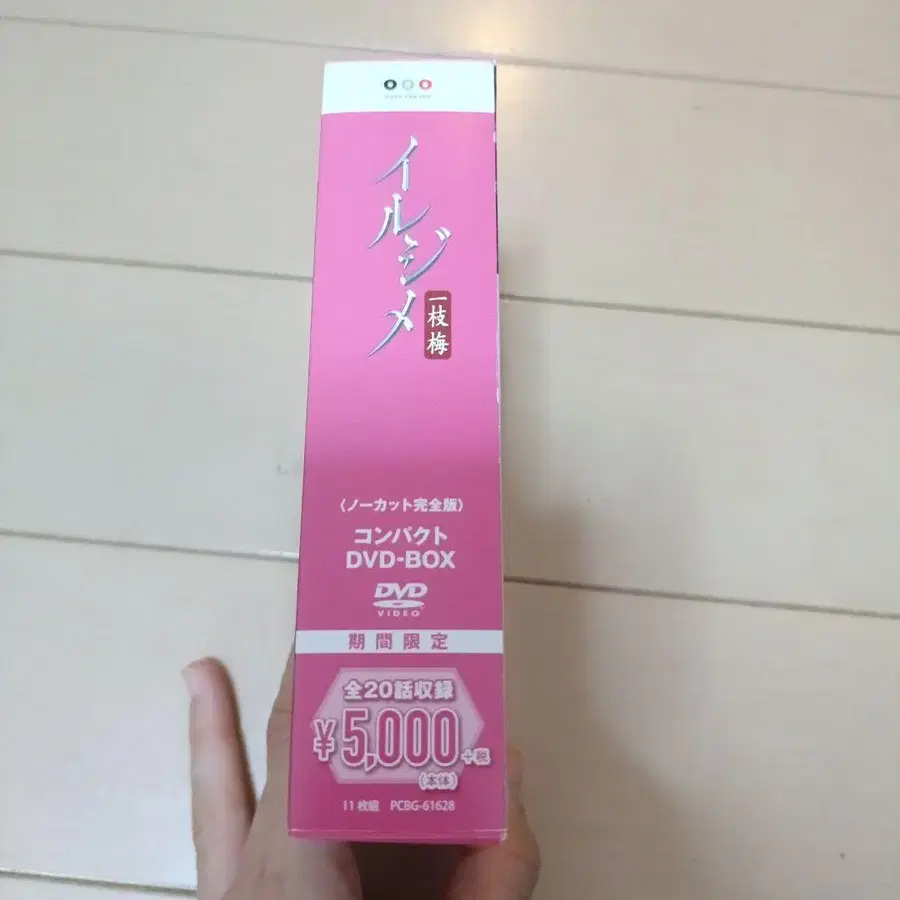 イルジメ
一枝梅
〈ノーカット完全版〉
コンパクト
DVD-BOX
DVD
VIDEO
期間限定
全20話収録
¥5,000+税
(本体)
11枚組 PCBG-61628